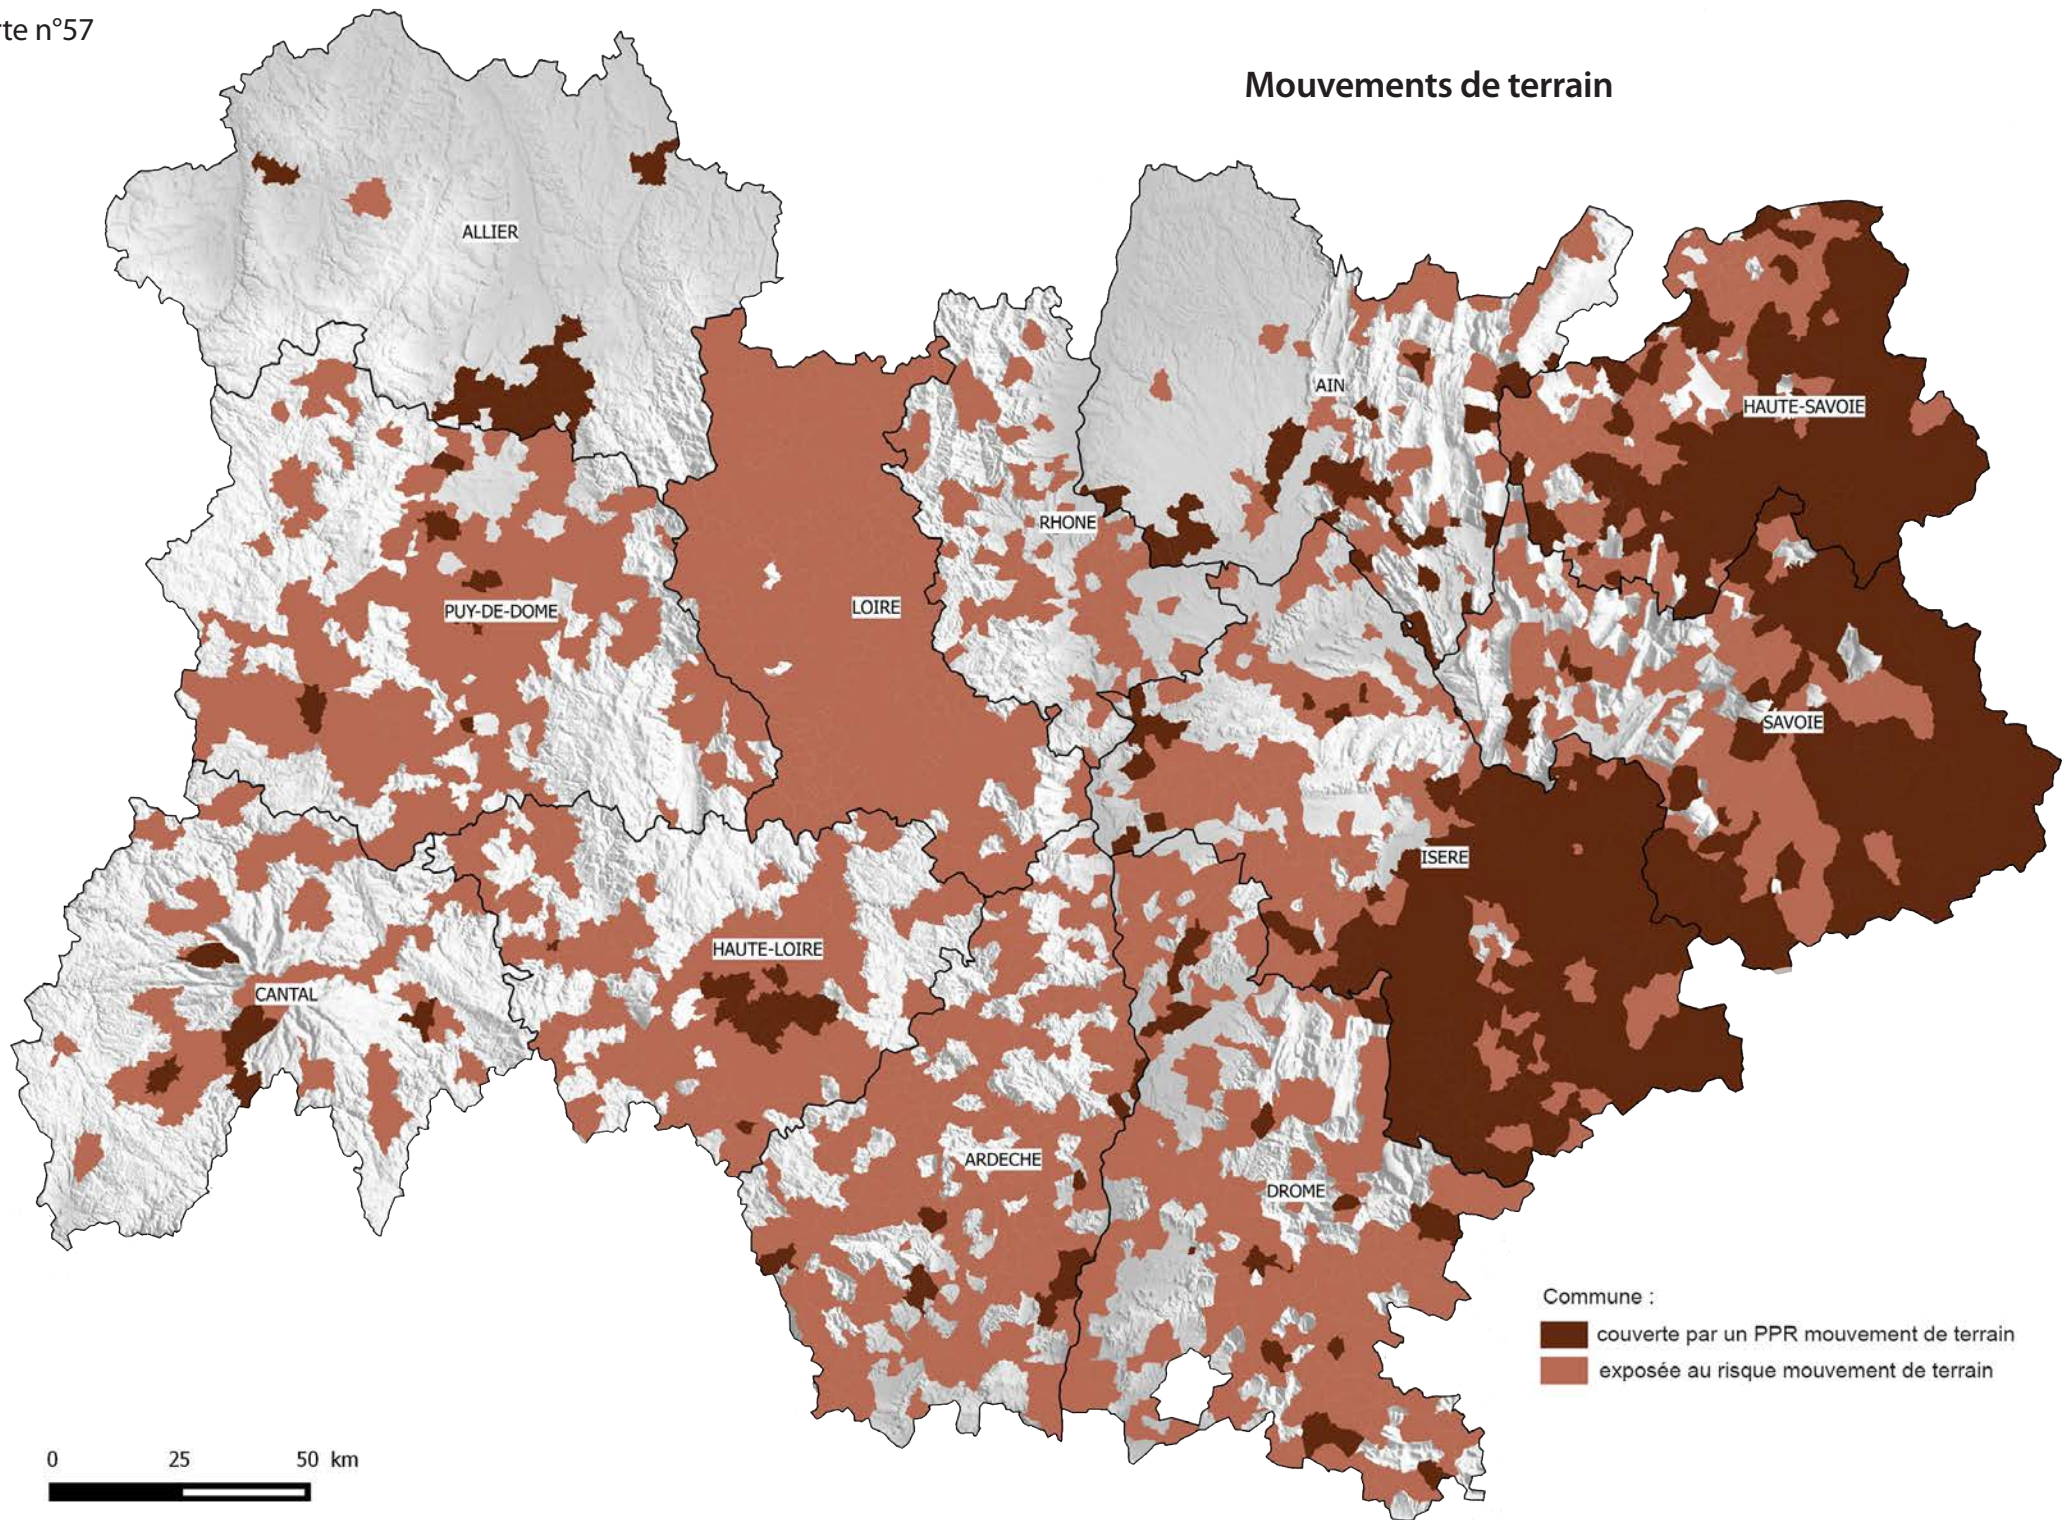 rte n°57
Mouvements de terrain
ALLIER
AIN
HAUTE-SAVOIE
RHONE
PUY-DE-DOME
LOIRE
SAVOIE
ISERE
HAUTE-LOIRE
CANTAL
ARDECHE
DROME
Commune :
couverte par un PPR mouvement de terrain
exposée au risque mouvement de terrain
0 25 50 km